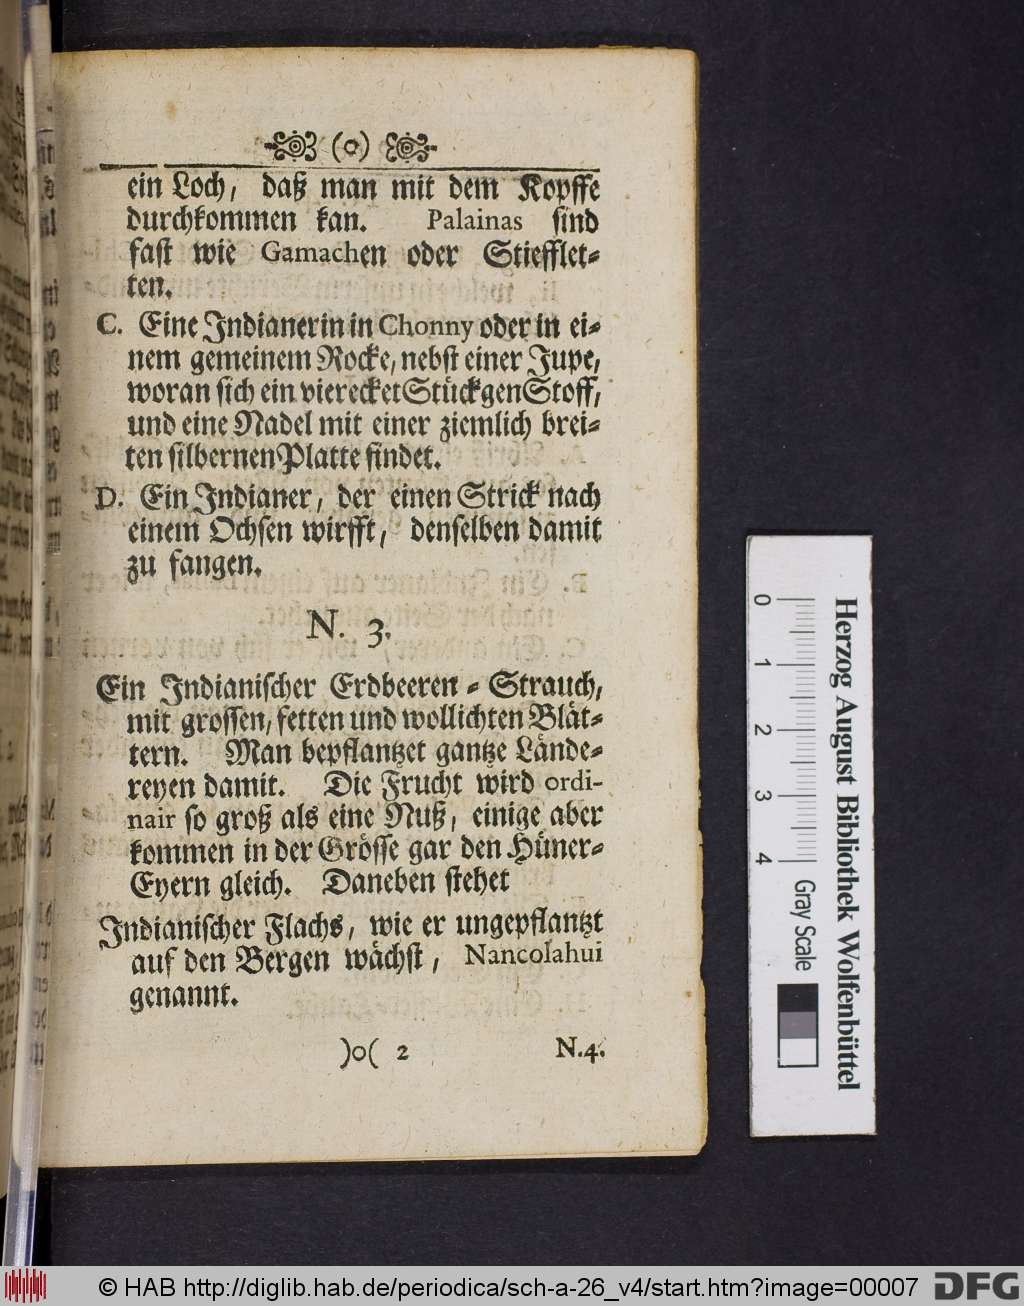 (o)
ein Loch, daß man mit dem Kopffe
durchkommen kan. Palainas sind
fast wie Gamachen oder Stiefflet-
ten.
C. Eine Indianerin in Chonny oder in ei-
nem gemeinem Rocke, nebst einer Jupe,
woran sich ein vierecket Stückgen Stoff,
und eine Nadel mit einer ziemlich brei-
ten silbernen Platte findet.
D. Ein Indianer, der einen Strick nach
einem Ochsen wirfft, denselben damit
zu fangen.
N. 3.
Ein Indianischer Erdbeeren-Strauch,
mit grossen, fetten und wollichten Blät-
tern. Man bepflantzet gantze Lände-
reyen damit. Die Frucht wird ordi-
nair so groß als eine Nuß, einige aber
kommen in der Grösse gar den Hüner-
Eyern gleich. Daneben stehet
Indianischer Flachs, wie er ungepflantzt
auf den Bergen wächst, Nancolahui
genannt.
)o( 2 N.4.
0 1 2 3 4 Gray Scale
Herzog August Bibliothek Wolfenbüttel
© HAB http://diglib.hab.de/periodica/sch-a-26_v4/start.htm?image=00007 DFG